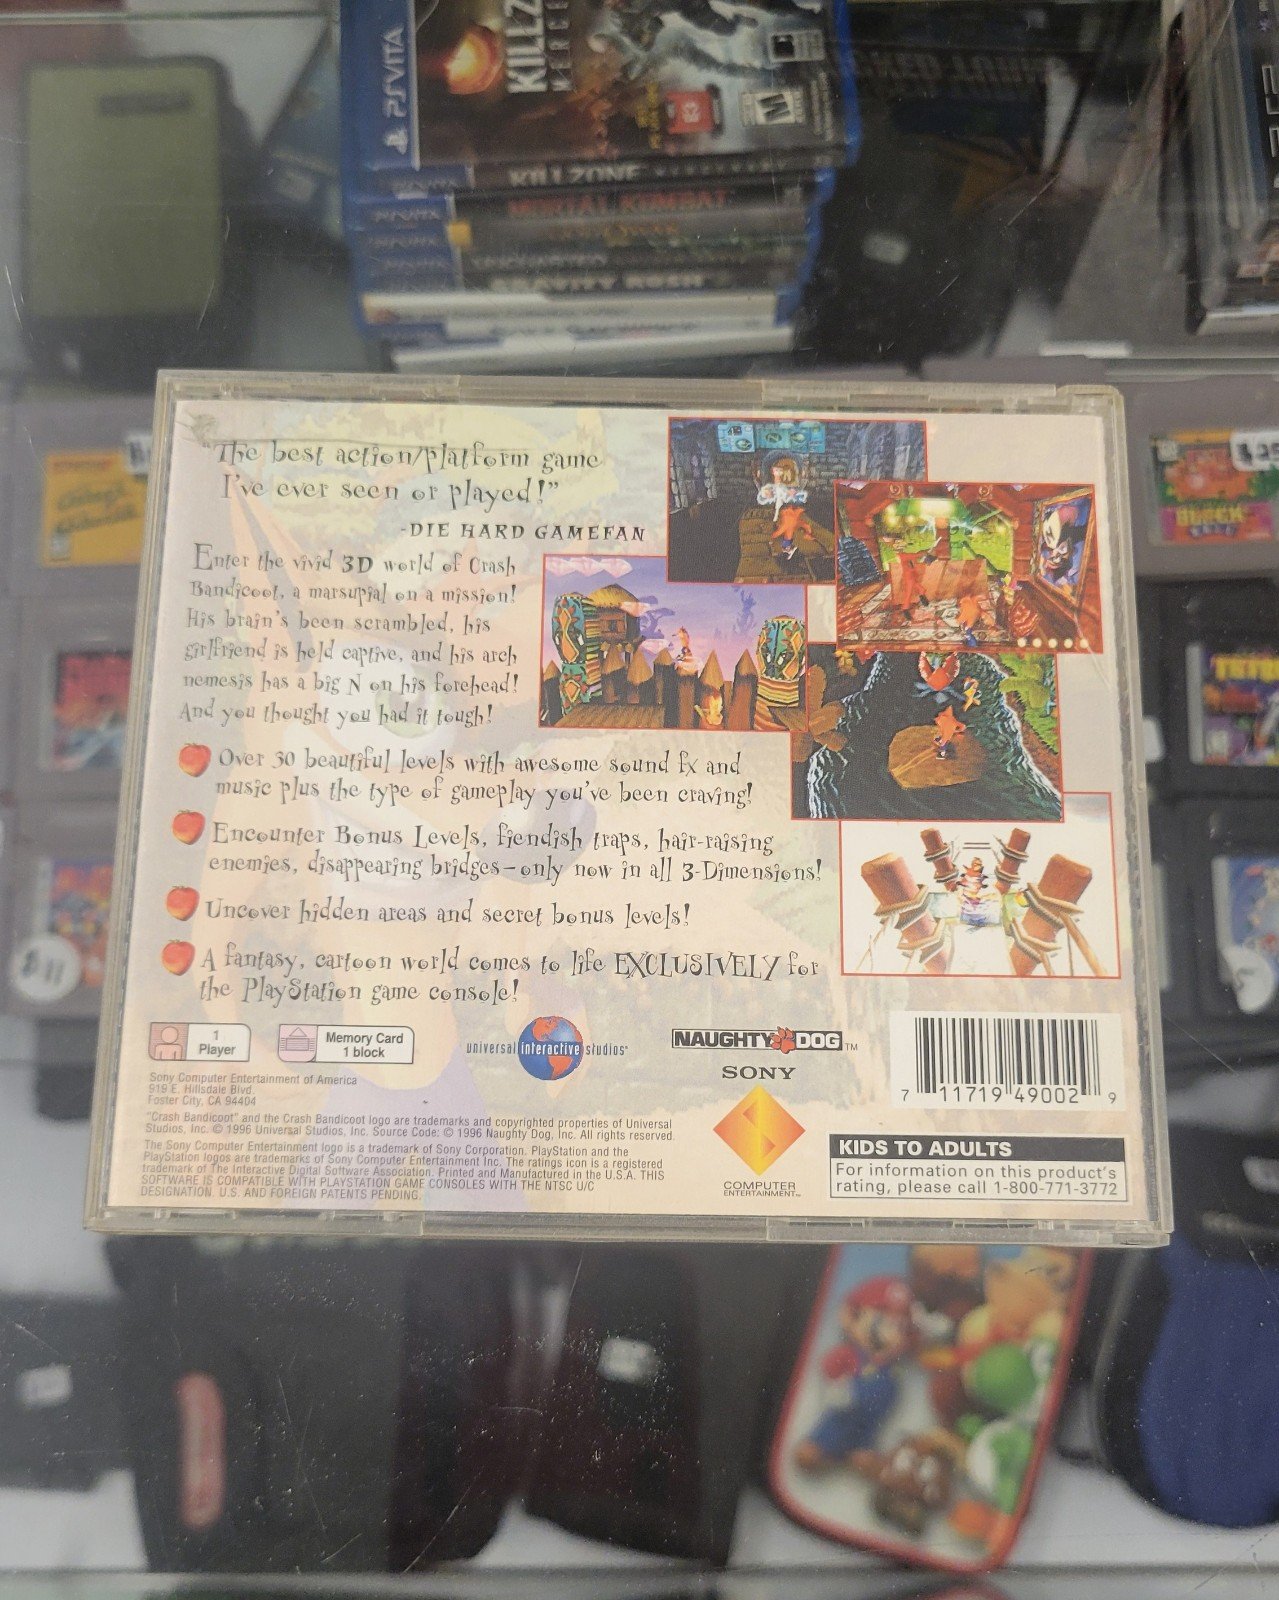 PSVITA
KILLZ
MERCE
M
KILLZONE MERCENARY
MORTAL KOMBAT
UNCHARTED
GRAVITY RUSH
"The best action/platform game
I've ever seen or played!"
-DIE HARD GAMEFAN
Enter the vivid 3D world of Crash
Bandicoot, a marsupial on a mission!
His brain's been scrambled, his
girlfriend is held captive, and his arch
nemesis has a big N on his forehead!
And you thought you had it tough!
Over 30 beautiful levels with awesome sound fx and
music plus the type of gameplay you've been craving!
Encounter Bonus Levels, fiendish traps, hair-raising
enemies, disappearing bridges–only now in all 3-Dimensions!
Uncover hidden areas and secret bonus levels!
A fantasy, cartoon world comes to life EXCLUSIVELY for
the PlayStation game console!
1
Player
Memory Card
1 block
universal interactive studios
NAUGHTY DOG TM
SONY
COMPUTER
ENTERTAINMENT
7 11719 49002 9
Sony Computer Entertainment of America
919 E. Hillsdale Blvd.
Foster City, CA 94404
"Crash Bandicoot" and the Crash Bandicoot logo are trademarks and copyrighted properties of Universal
Studios, Inc. © 1996 Universal Studios, Inc. Source Code: © 1996 Naughty Dog, Inc. All rights reserved.
The Sony Computer Entertainment logo is a trademark of Sony Corporation. PlayStation and the
PlayStation logos are trademarks of Sony Computer Entertainment Inc. The ratings icon is a registered
trademark of The Interactive Digital Software Association. Printed and Manufactured in the U.S.A. THIS
SOFTWARE IS COMPATIBLE WITH PLAYSTATION GAME CONSOLES WITH THE NTSC U/C
DESIGNATION. U.S. AND FOREIGN PATENTS PENDING.
KIDS TO ADULTS
For information on this product's
rating, please call 1-800-771-3772
$11